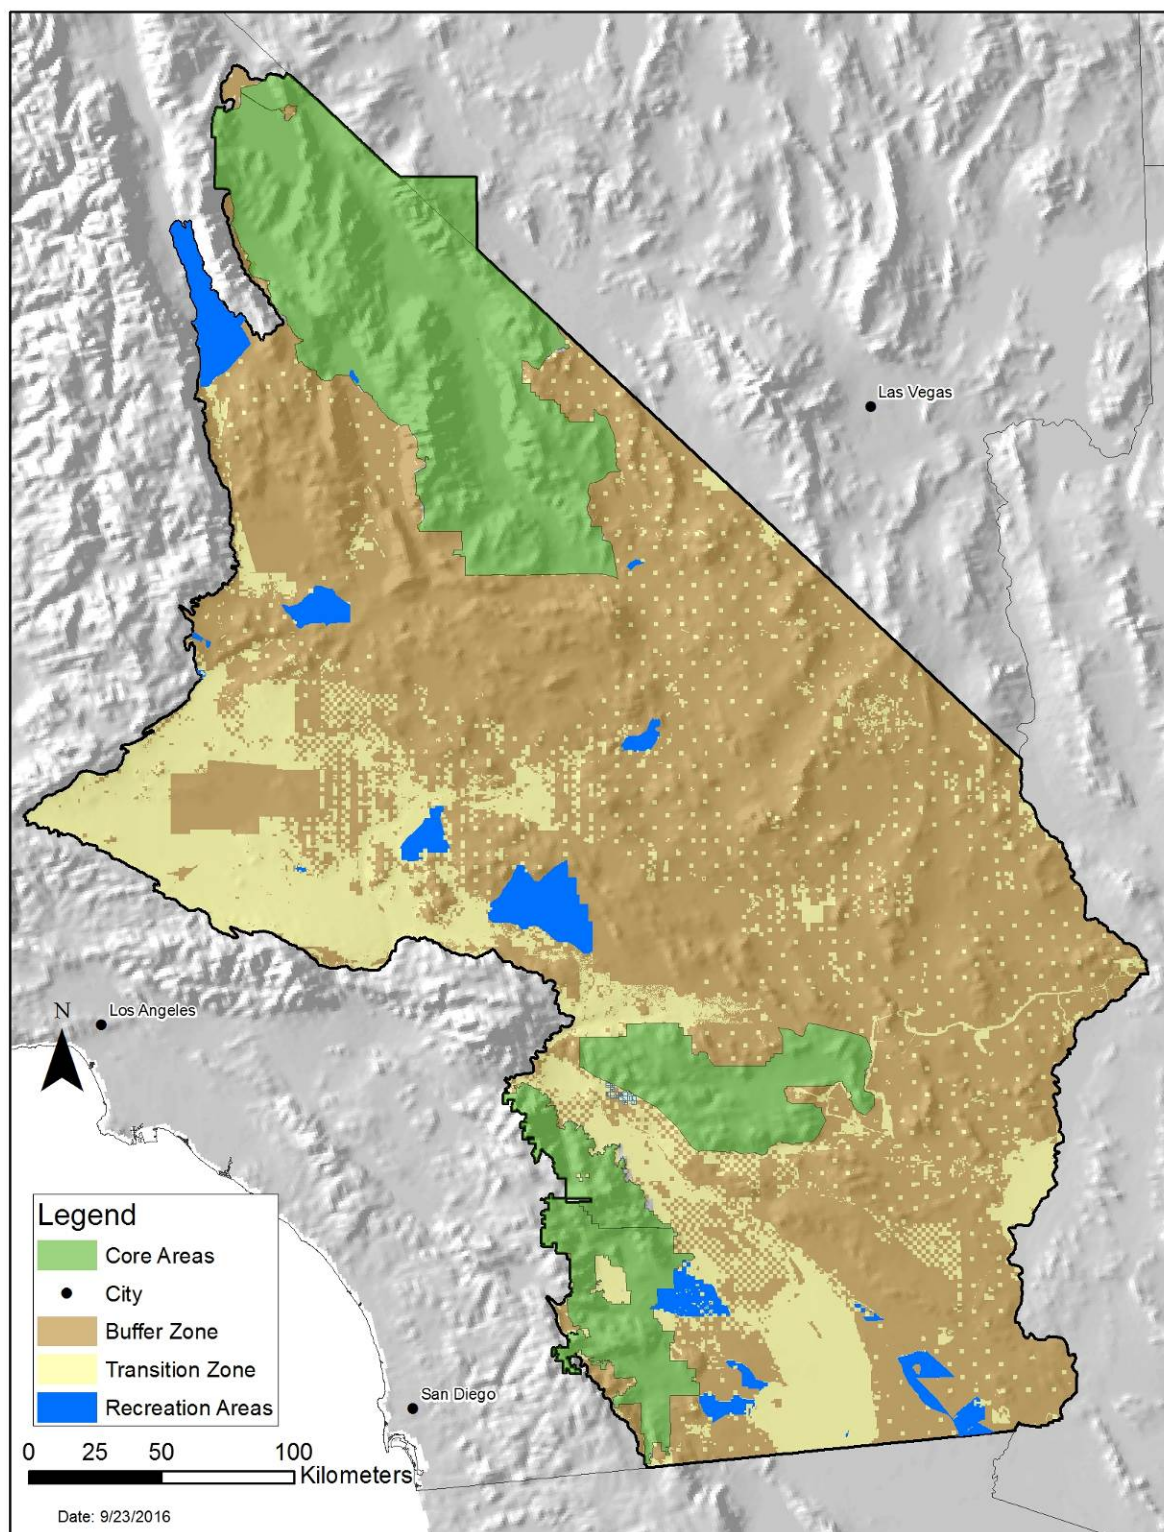 Las Vegas
N
Los Angeles
Legend
Core Areas
City
Buffer Zone
Transition Zone
Recreation Areas
San Diego
0 25 50 100
Kilometers
Date: 9/23/2016